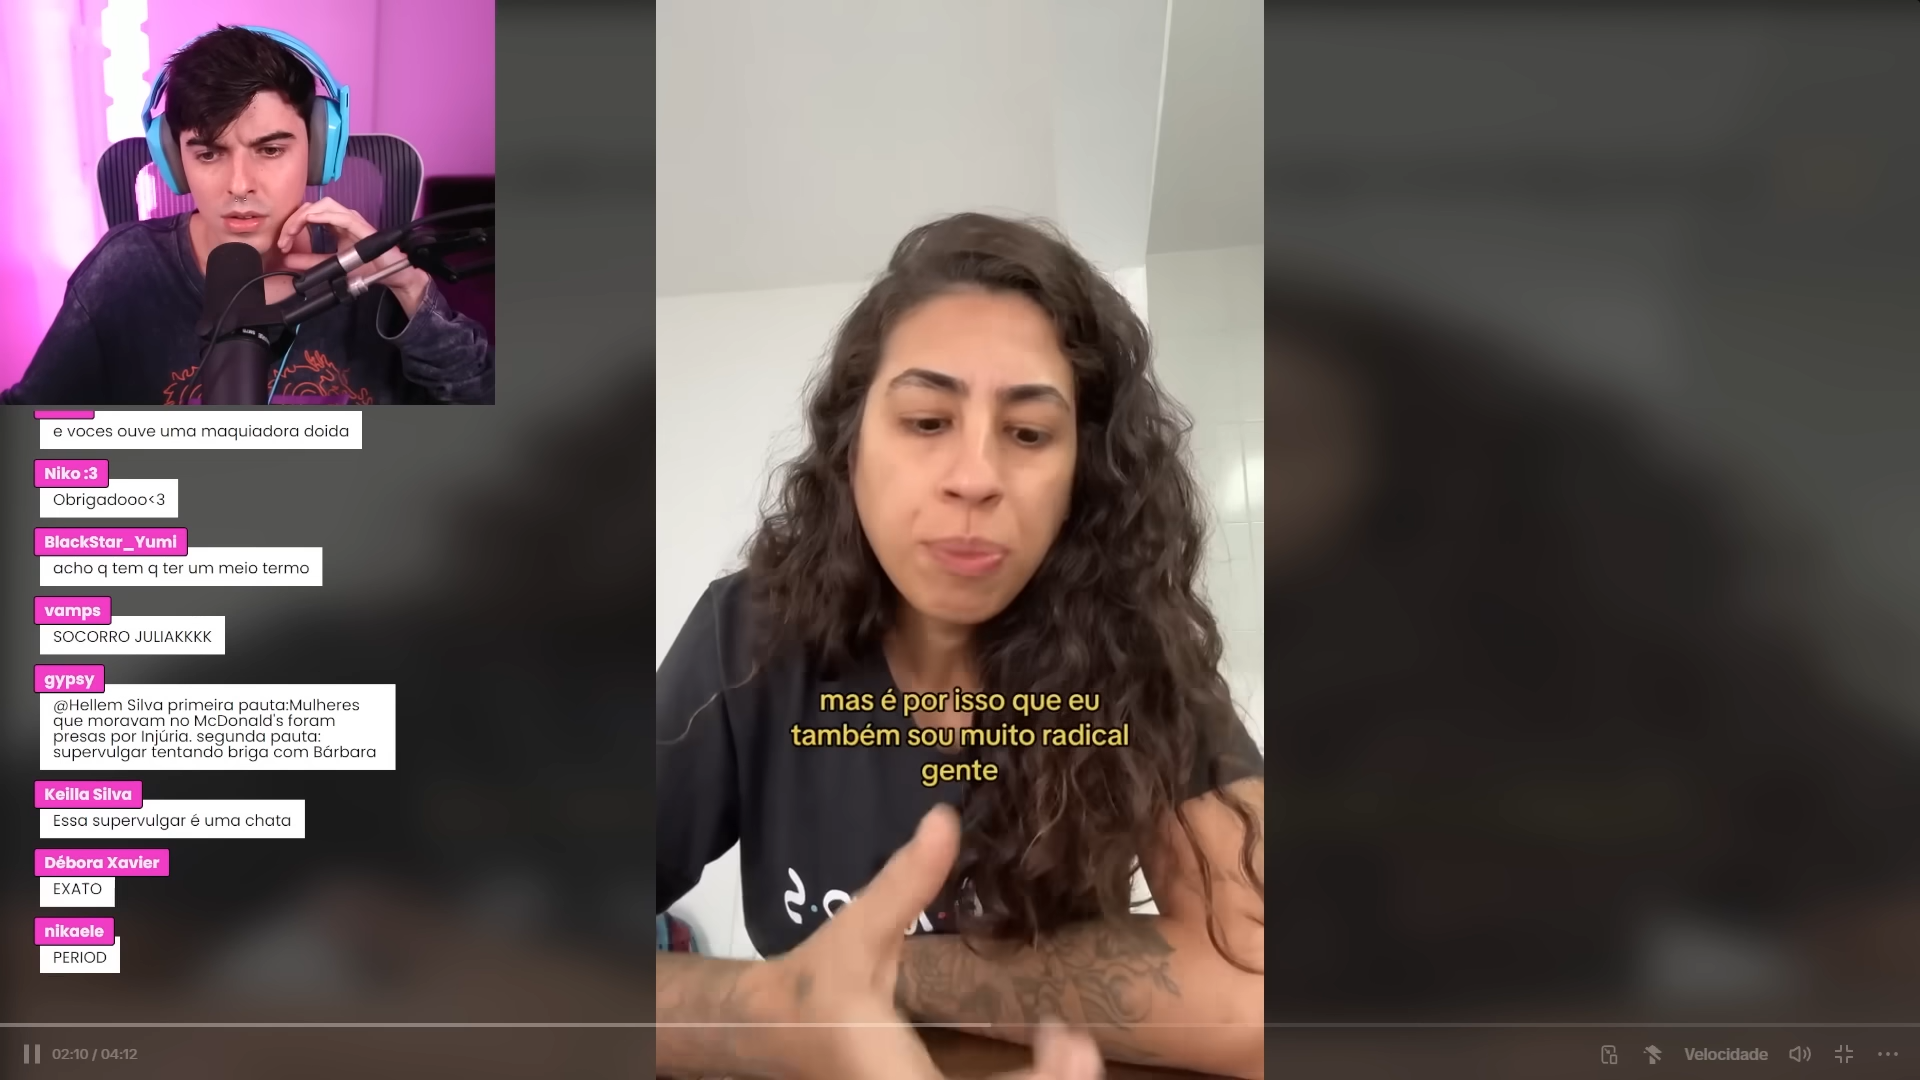 e voces ouve uma maquiadora doida
Niko :3
Obrigadooo<3
BlackStar_Yumi
acho q tem q ter um meio termo
vamps
SOCORRO JULIAKKKK
gypsy
@Hellem Silva primeira pauta:Mulheres
que moravam no McDonald's foram
presas por Injúria. segunda pauta:
supervulgar tentando briga com Bárbara
Keilla Silva
Essa supervulgar é uma chata
Débora Xavier
EXATO
nikaele
PERIOD
mas é por isso que eu
também sou muito radical
gente
02:10 / 04:12
Velocidade